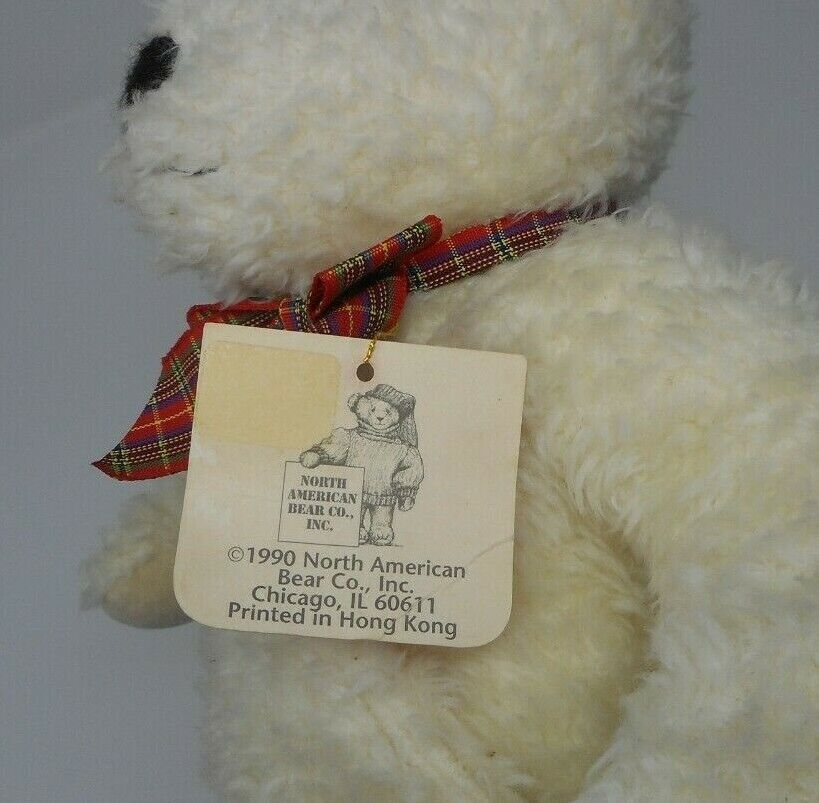 NORTH
AMERICAN
BEAR CO.,
INC.
©1990 North American
Bear Co., Inc.
Chicago, IL 60611
Printed in Hong Kong